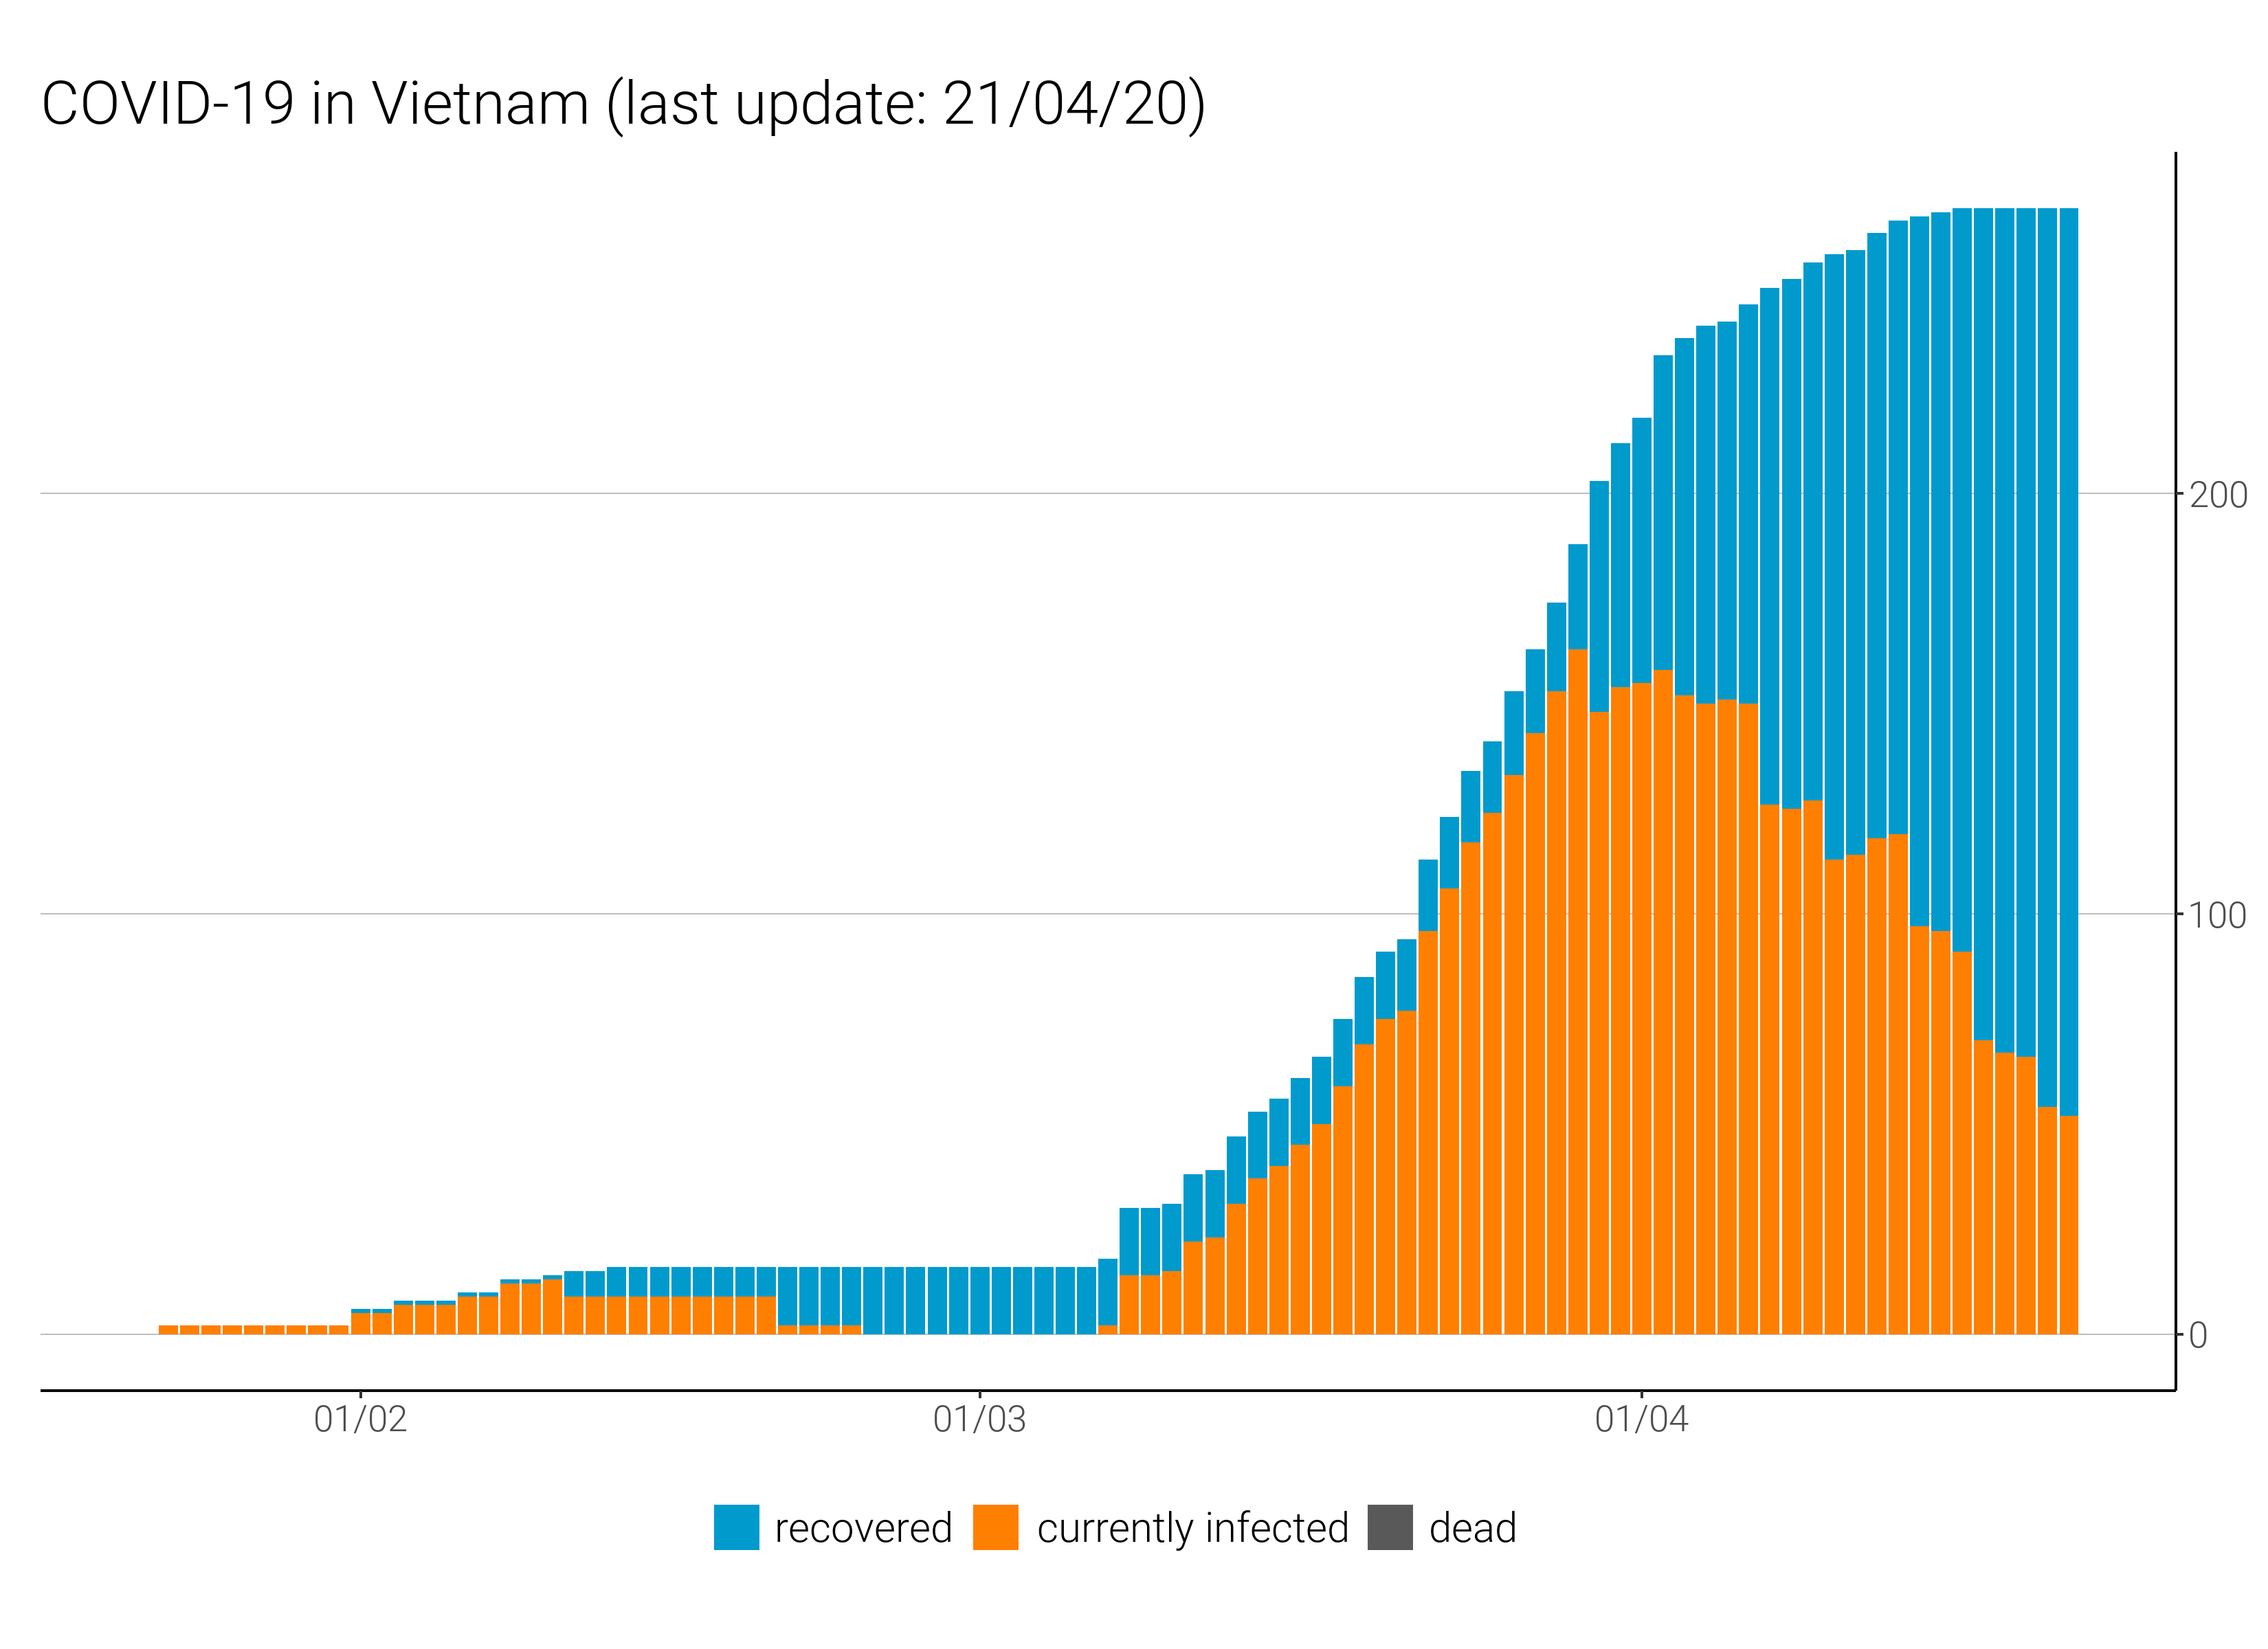 COVID-19 in Vietnam (last update: 21/04/20)
200
100
0
01/02 01/03 01/04
recovered currently infected dead